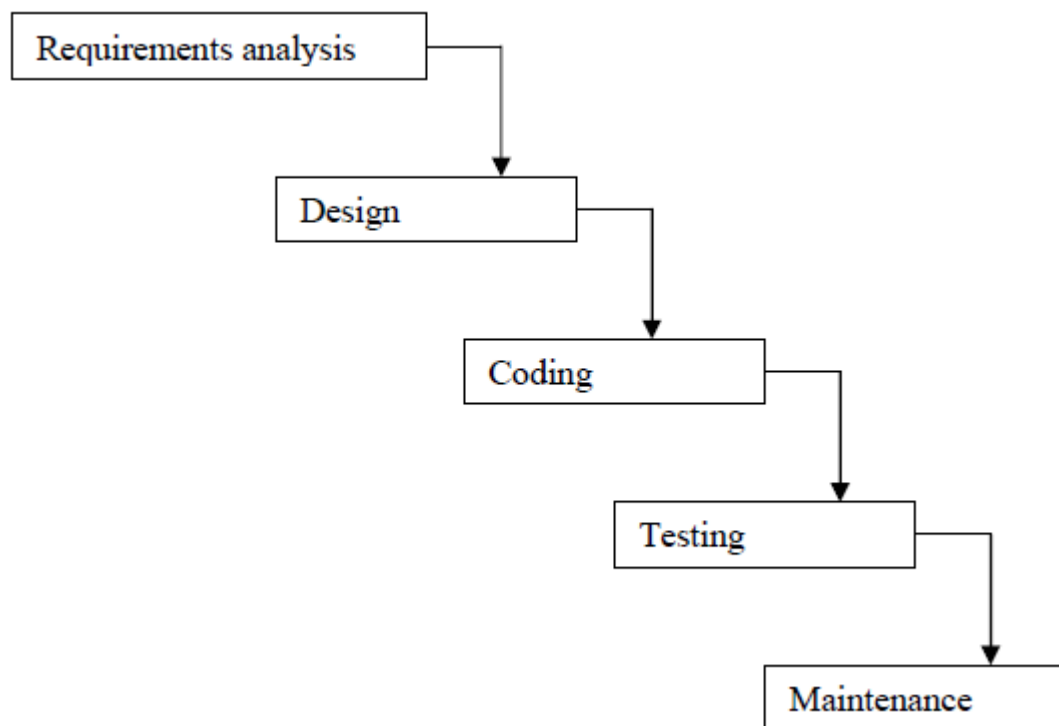 Requirements analysis
Design
Coding
Testing
Maintenance